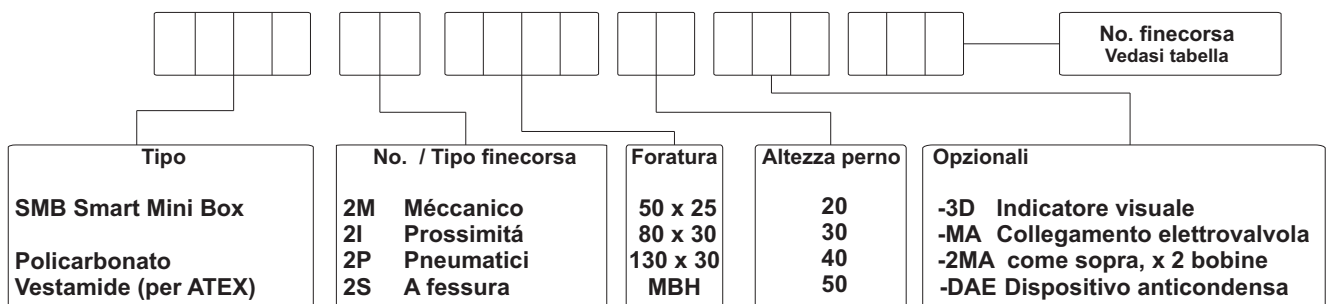 No. finecorsa
Vedasi tabella
Tipo
SMB Smart Mini Box
Policarbonato
Vestamide (per ATEX)
No. / Tipo finecorsa
2M Méccanico
2I Prossimitá
2P Pneumatici
2S A fessura
Foratura
50 x 25
80 x 30
130 x 30
MBH
Altezza perno
20
30
40
50
Opzionali
-3D Indicatore visuale
-MA Collegamento elettrovalvola
-2MA come sopra, x 2 bobine
-DAE Dispositivo anticondensa